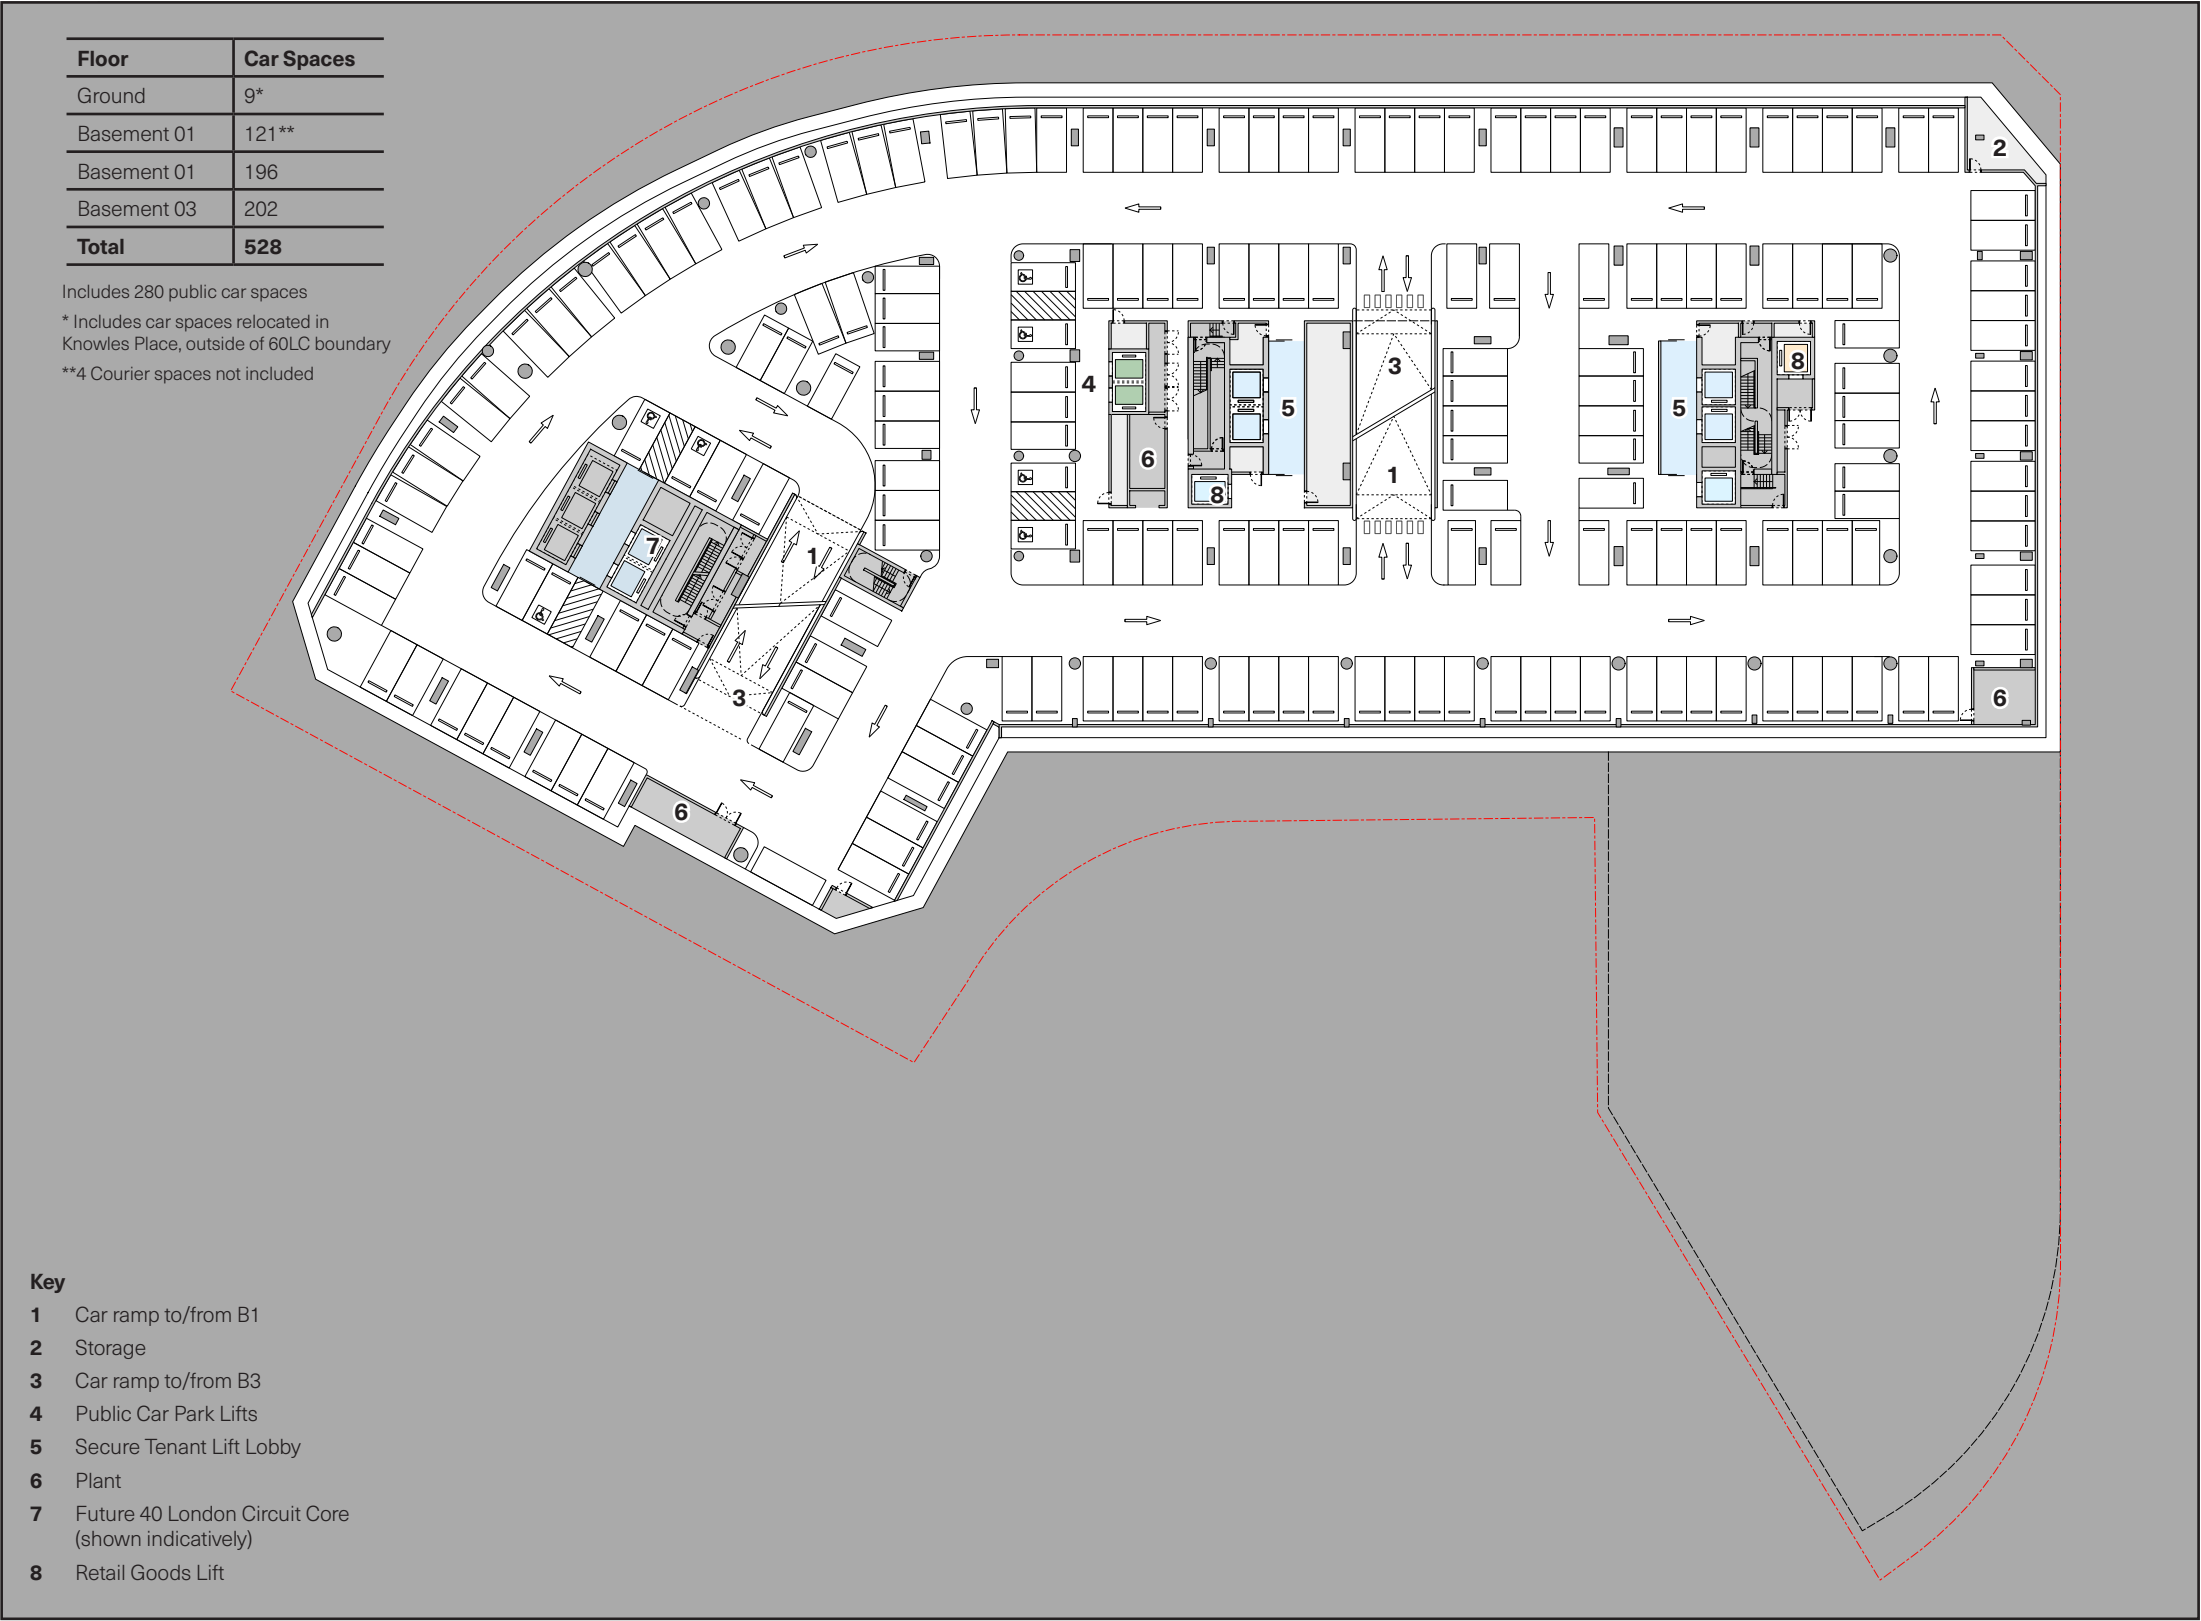 Floor Car Spaces
Ground 9*
Basement 01 121**
Basement 01 196
Basement 03 202
Total 528
Includes 280 public car spaces
* Includes car spaces relocated in
Knowles Place, outside of 60LC boundary
**4 Courier spaces not included
2
3
8
4
5
5
6
1
8
7
1
3
6
6
Key
1 Car ramp to/from B1
2 Storage
3 Car ramp to/from B3
4 Public Car Park Lifts
5 Secure Tenant Lift Lobby
6 Plant
7 Future 40 London Circuit Core
(shown indicatively)
8 Retail Goods Lift